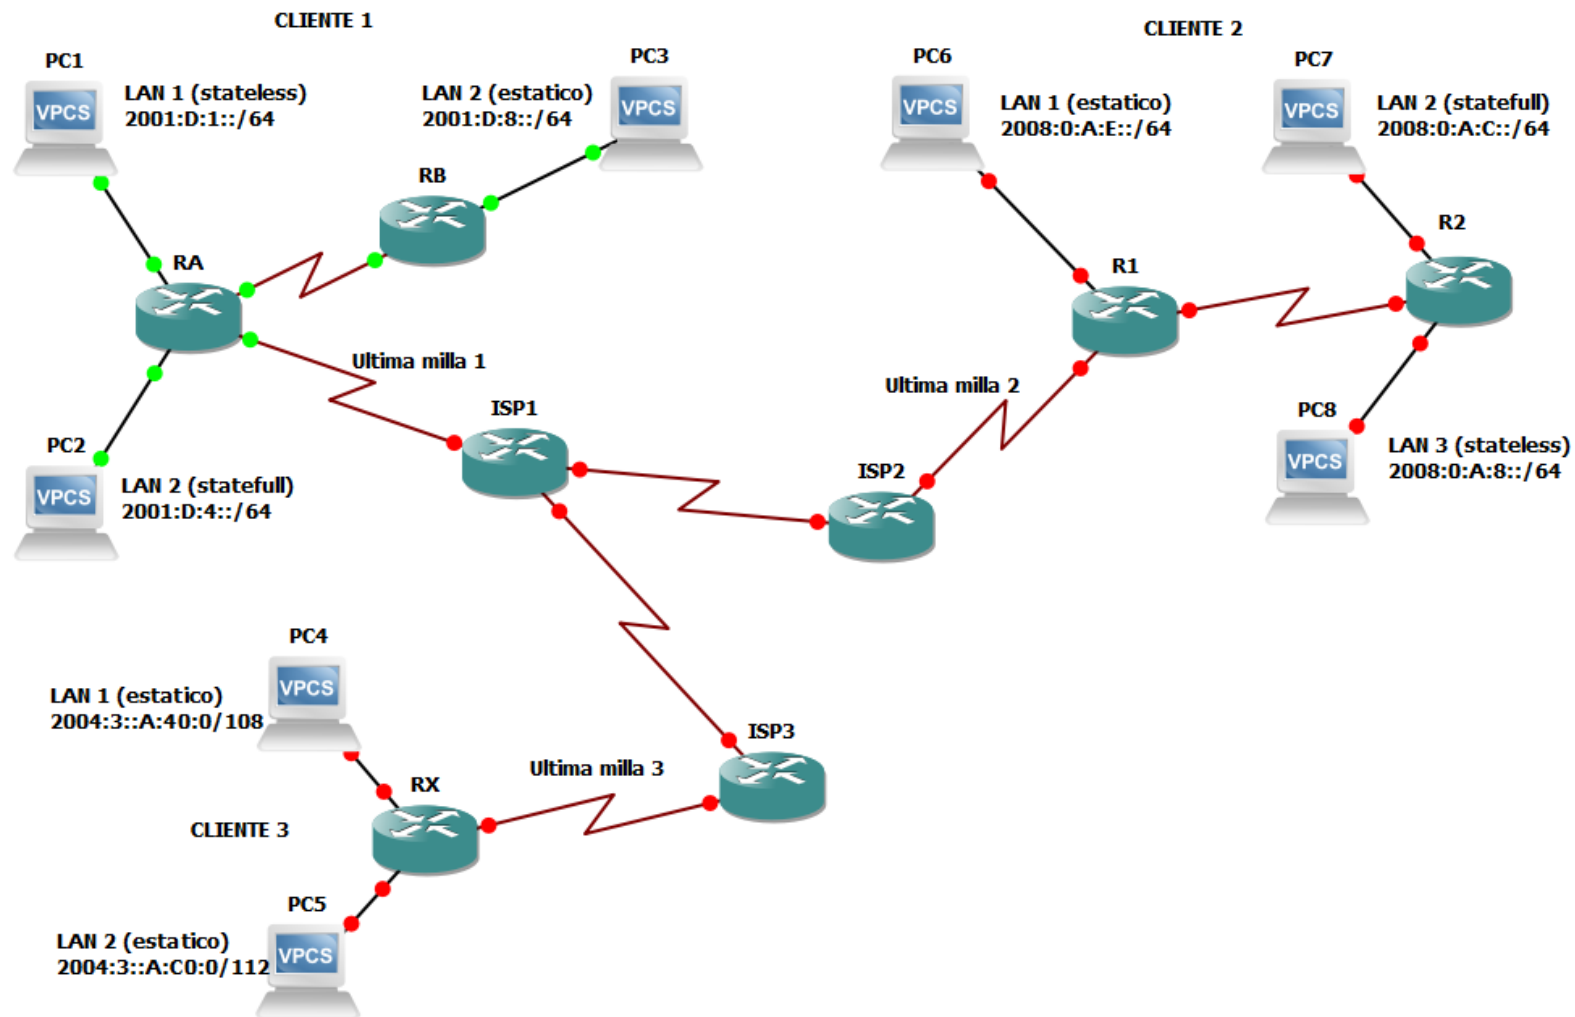 CLIENTE 1
PC1
VPCS
LAN 1 (stateless)
2001:D:1::/64
PC3
VPCS
LAN 2 (estatico)
2001:D:8::/64
RB
RA
Ultima milla 1
PC2
VPCS
LAN 2 (statefull)
2001:D:4::/64
ISP1
CLIENTE 2
PC6
VPCS
LAN 1 (estatico)
2008:0:A:E::/64
PC7
VPCS
LAN 2 (statefull)
2008:0:A:C::/64
R2
R1
Ultima milla 2
ISP2
PC8
VPCS
LAN 3 (stateless)
2008:0:A:8::/64
PC4
VPCS
LAN 1 (estatico)
2004:3::A:40:0/108
ISP3
Ultima milla 3
RX
CLIENTE 3
PC5
VPCS
LAN 2 (estatico)
2004:3::A:C0:0/112